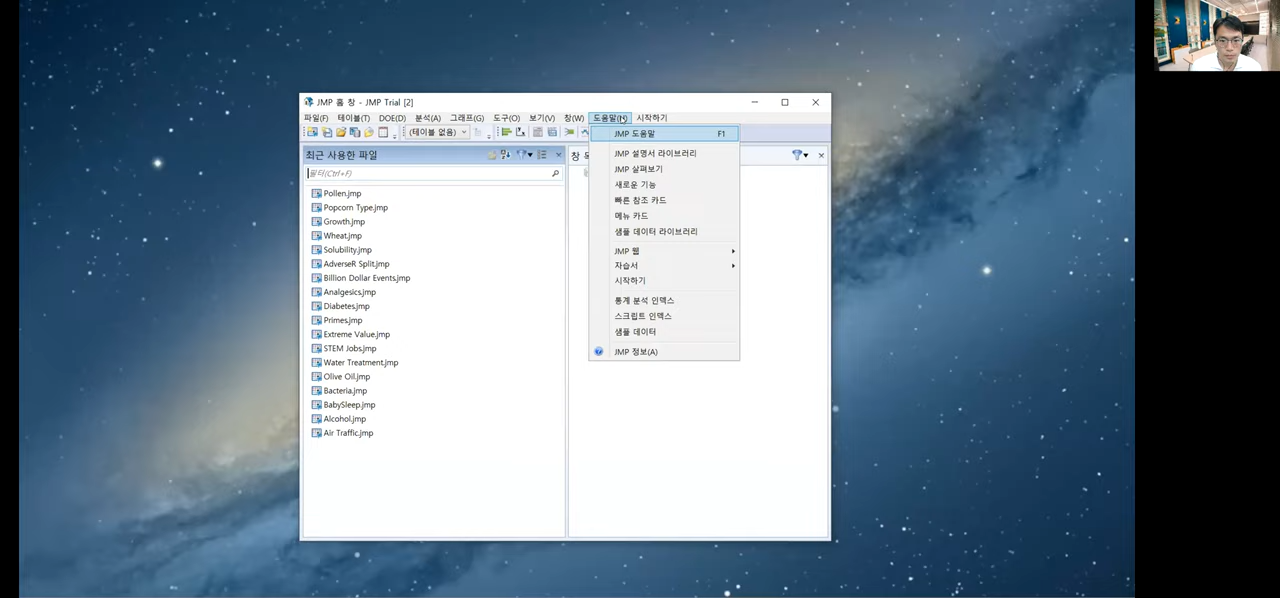 JMP 홈 창 - JMP Trial [2]
파일(F) 테이블(T) DOE(D) 분석(A) 그래프(G) 도구(O) 보기(V) 창(W) 도움말(H) 시작하기
(테이블 없음)
최근 사용한 파일
필터(Ctrl+F)
Pollen.jmp
Popcorn Type.jmp
Growth.jmp
Wheat.jmp
Solubility.jmp
AdverseR Split.jmp
Billion Dollar Events.jmp
Analgesics.jmp
Diabetes.jmp
Primes.jmp
Extreme Value.jmp
STEM Jobs.jmp
Water Treatment.jmp
Olive Oil.jmp
Bacteria.jmp
BabySleep.jmp
Alcohol.jmp
Air Traffic.jmp
창
JMP 도움말 F1
JMP 설명서 라이브러리
JMP 살펴보기
새로운 기능
빠른 참조 카드
메뉴 카드
샘플 데이터 라이브러리
JMP 웹
자습서
시작하기
통계 분석 인덱스
스크립트 인덱스
샘플 데이터
JMP 정보(A)